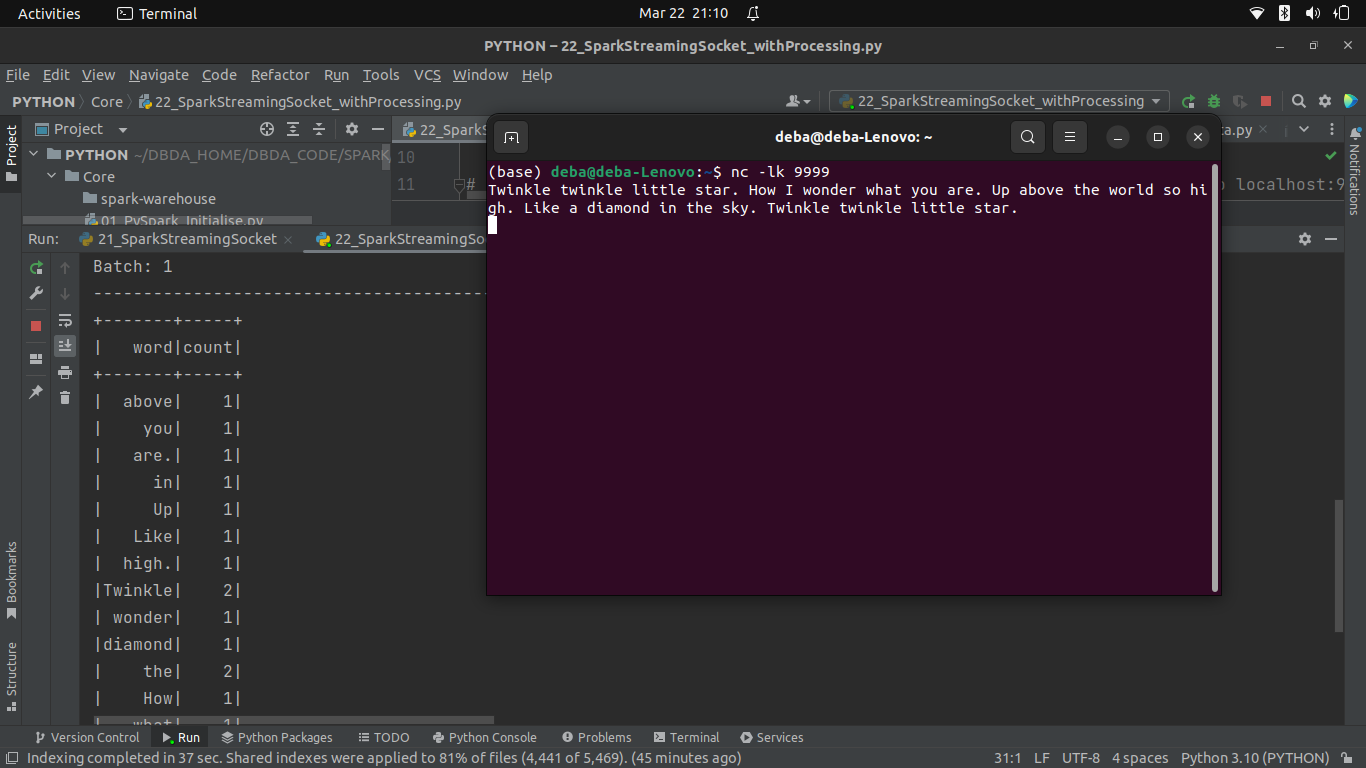 Activities Terminal Mar 22 21:10
PYTHON – 22_SparkStreamingSocket_withProcessing.py
File Edit View Navigate Code Refactor Run Tools VCS Window Help
PYTHON Core 22_SparkStreamingSocket_withProcessing.py 22_SparkStreamingSocket_withProcessing
Project Project 22_SparkS ta.py
PYTHON ~/DBDA_HOME/DBDA_CODE/SPARK 10
Core 11 # o localhost:9
spark-warehouse
01_PySpark_Initialise.py
Notifications
deba@deba-Lenovo: ~
(base) deba@deba-Lenovo:~$ nc -lk 9999
Twinkle twinkle little star. How I wonder what you are. Up above the world so hi
gh. Like a diamond in the sky. Twinkle twinkle little star.
Run: 21_SparkStreamingSocket 22_SparkStreamingSo
Batch: 1
-------------------------------------------
+-------+-----+
|   word|count|
+-------+-----+
|  above|    1|
|    you|    1|
|   are.|    1|
|     in|    1|
|     Up|    1|
|   Like|    1|
|  high.|    1|
|Twinkle|    2|
| wonder|    1|
|diamond|    1|
|    the|    2|
|    How|    1|
|   what|    1|
Bookmarks
Structure
Version Control Run Python Packages TODO Python Console Problems Terminal Services
Indexing completed in 37 sec. Shared indexes were applied to 81% of files (4,441 of 5,469). (45 minutes ago) 31:1 LF UTF-8 4 spaces Python 3.10 (PYTHON)